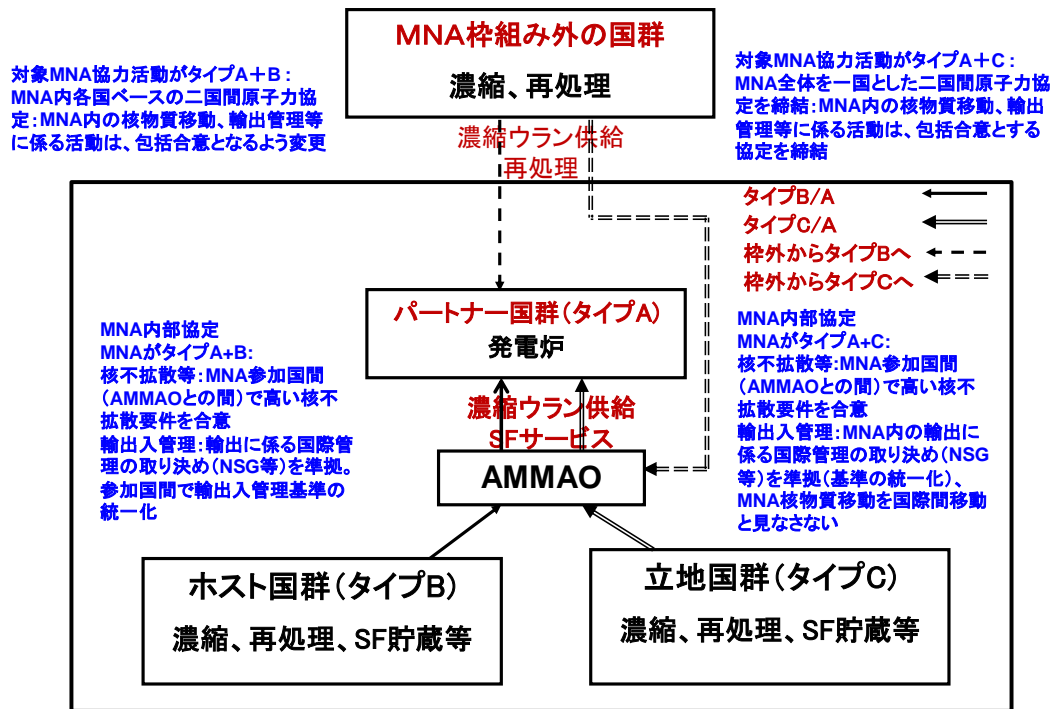 MNA枠組み外の国群
濃縮、再処理
対象MNA協力活動がタイプA+B:
MNA内各国ベースの二国間原子力協
定:MNA内の核物質移動、輸出管理等
に係る活動は、包括合意となるよう変更
対象MNA協力活動がタイプA+C:
MNA全体を一国とした二国間原子力協
定を締結:MNA内の核物質移動、輸出
管理等に係る活動は、包括合意とする
協定を締結
濃縮ウラン供給
再処理
タイプB/A
タイプC/A
枠外からタイプBへ
枠外からタイプCへ
パートナー国群(タイプA)
発電炉
MNA内部協定
MNAがタイプA+B:
核不拡散等:MNA参加国間
(AMMAOとの間)で高い核不
拡散要件を合意
輸出入管理:輸出に係る国際管
理の取り決め(NSG等)を準拠。
参加国間で輸出入管理基準の
統一化
MNA内部協定
MNAがタイプA+C:
核不拡散等:MNA参加国間
(AMMAOとの間)で高い核不
拡散要件を合意
輸出入管理:MNA内の輸出に
係る国際管理の取り決め(NSG
等)を準拠(基準の統一化)、
MNA核物質移動を国際間移動
と見なさない
濃縮ウラン供給
SFサービス
AMMAO
ホスト国群(タイプB)
濃縮、再処理、SF貯蔵等
立地国群(タイプC)
濃縮、再処理、SF貯蔵等